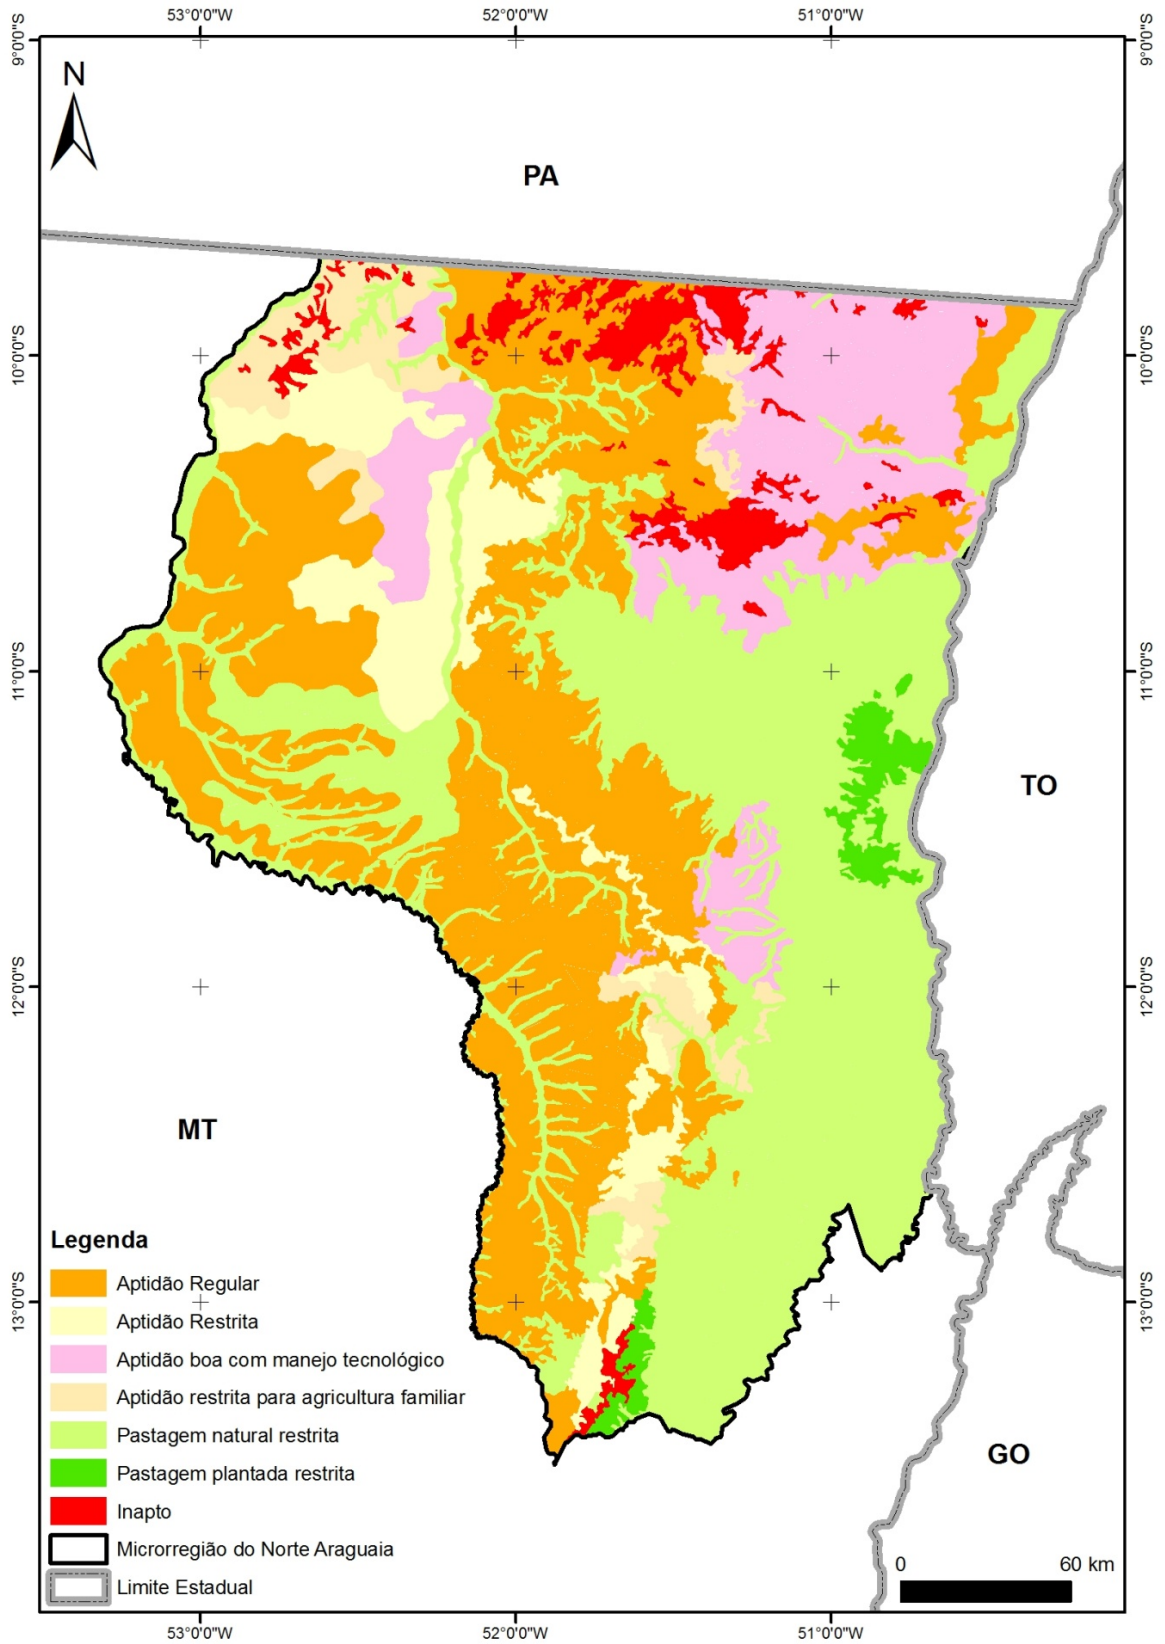 53°0'0"W
52°0'0"W
51°0'0"W
9°0'0"S
9°0'0"S
N
PA
10°0'0"S
10°0'0"S
11°0'0"S
11°0'0"S
TO
12°0'0"S
12°0'0"S
MT
Legenda
Aptidão Regular
13°0'0"S
13°0'0"S
Aptidão Restrita
Aptidão boa com manejo tecnológico
Aptidão restrita para agricultura familiar
Pastagem natural restrita
GO
Pastagem plantada restrita
Inapto
Microrregião do Norte Araguaia
0 60 km
Limite Estadual
53°0'0"W
52°0'0"W
51°0'0"W